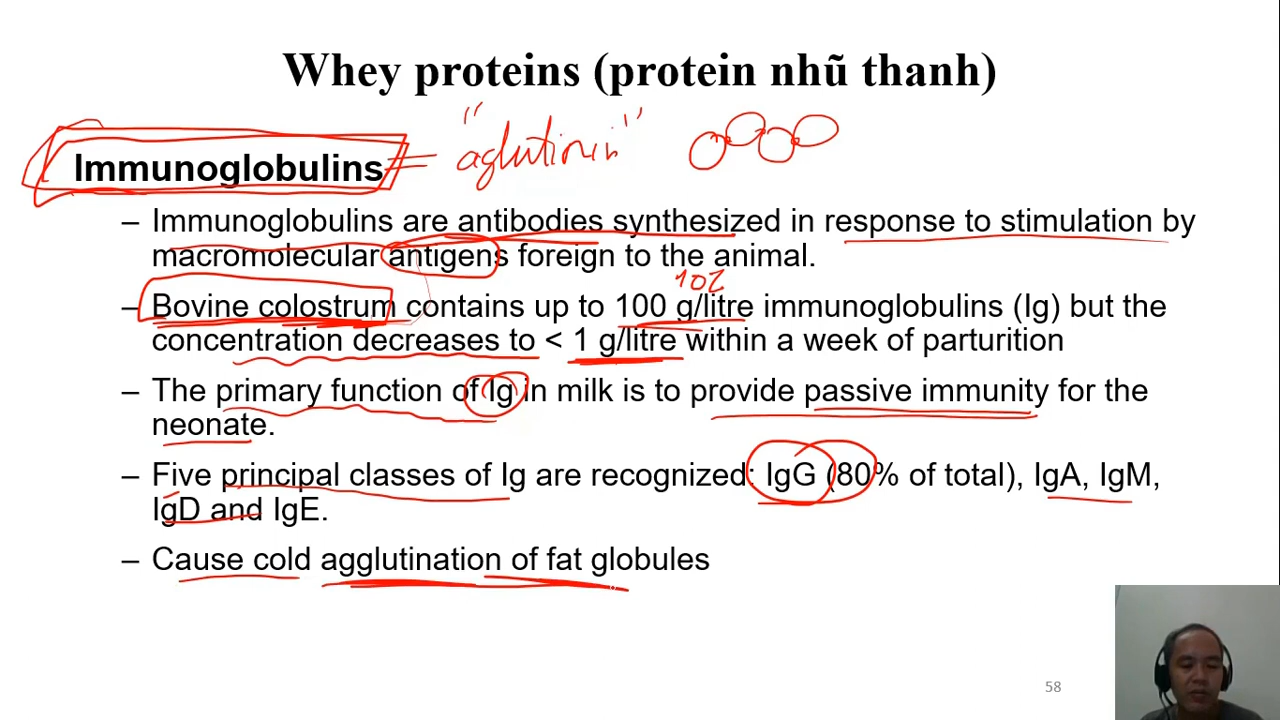 Whey proteins (protein nhũ thanh)
Immunoglobulins = "aglutinin"
– Immunoglobulins are antibodies synthesized in response to stimulation by
macromolecular antigens foreign to the animal.
10%
– Bovine colostrum contains up to 100 g/litre immunoglobulins (Ig) but the
concentration decreases to < 1 g/litre within a week of parturition
– The primary function of Ig in milk is to provide passive immunity for the
neonate.
– Five principal classes of Ig are recognized: IgG (80% of total), IgA, IgM,
IgD and IgE.
– Cause cold agglutination of fat globules
58